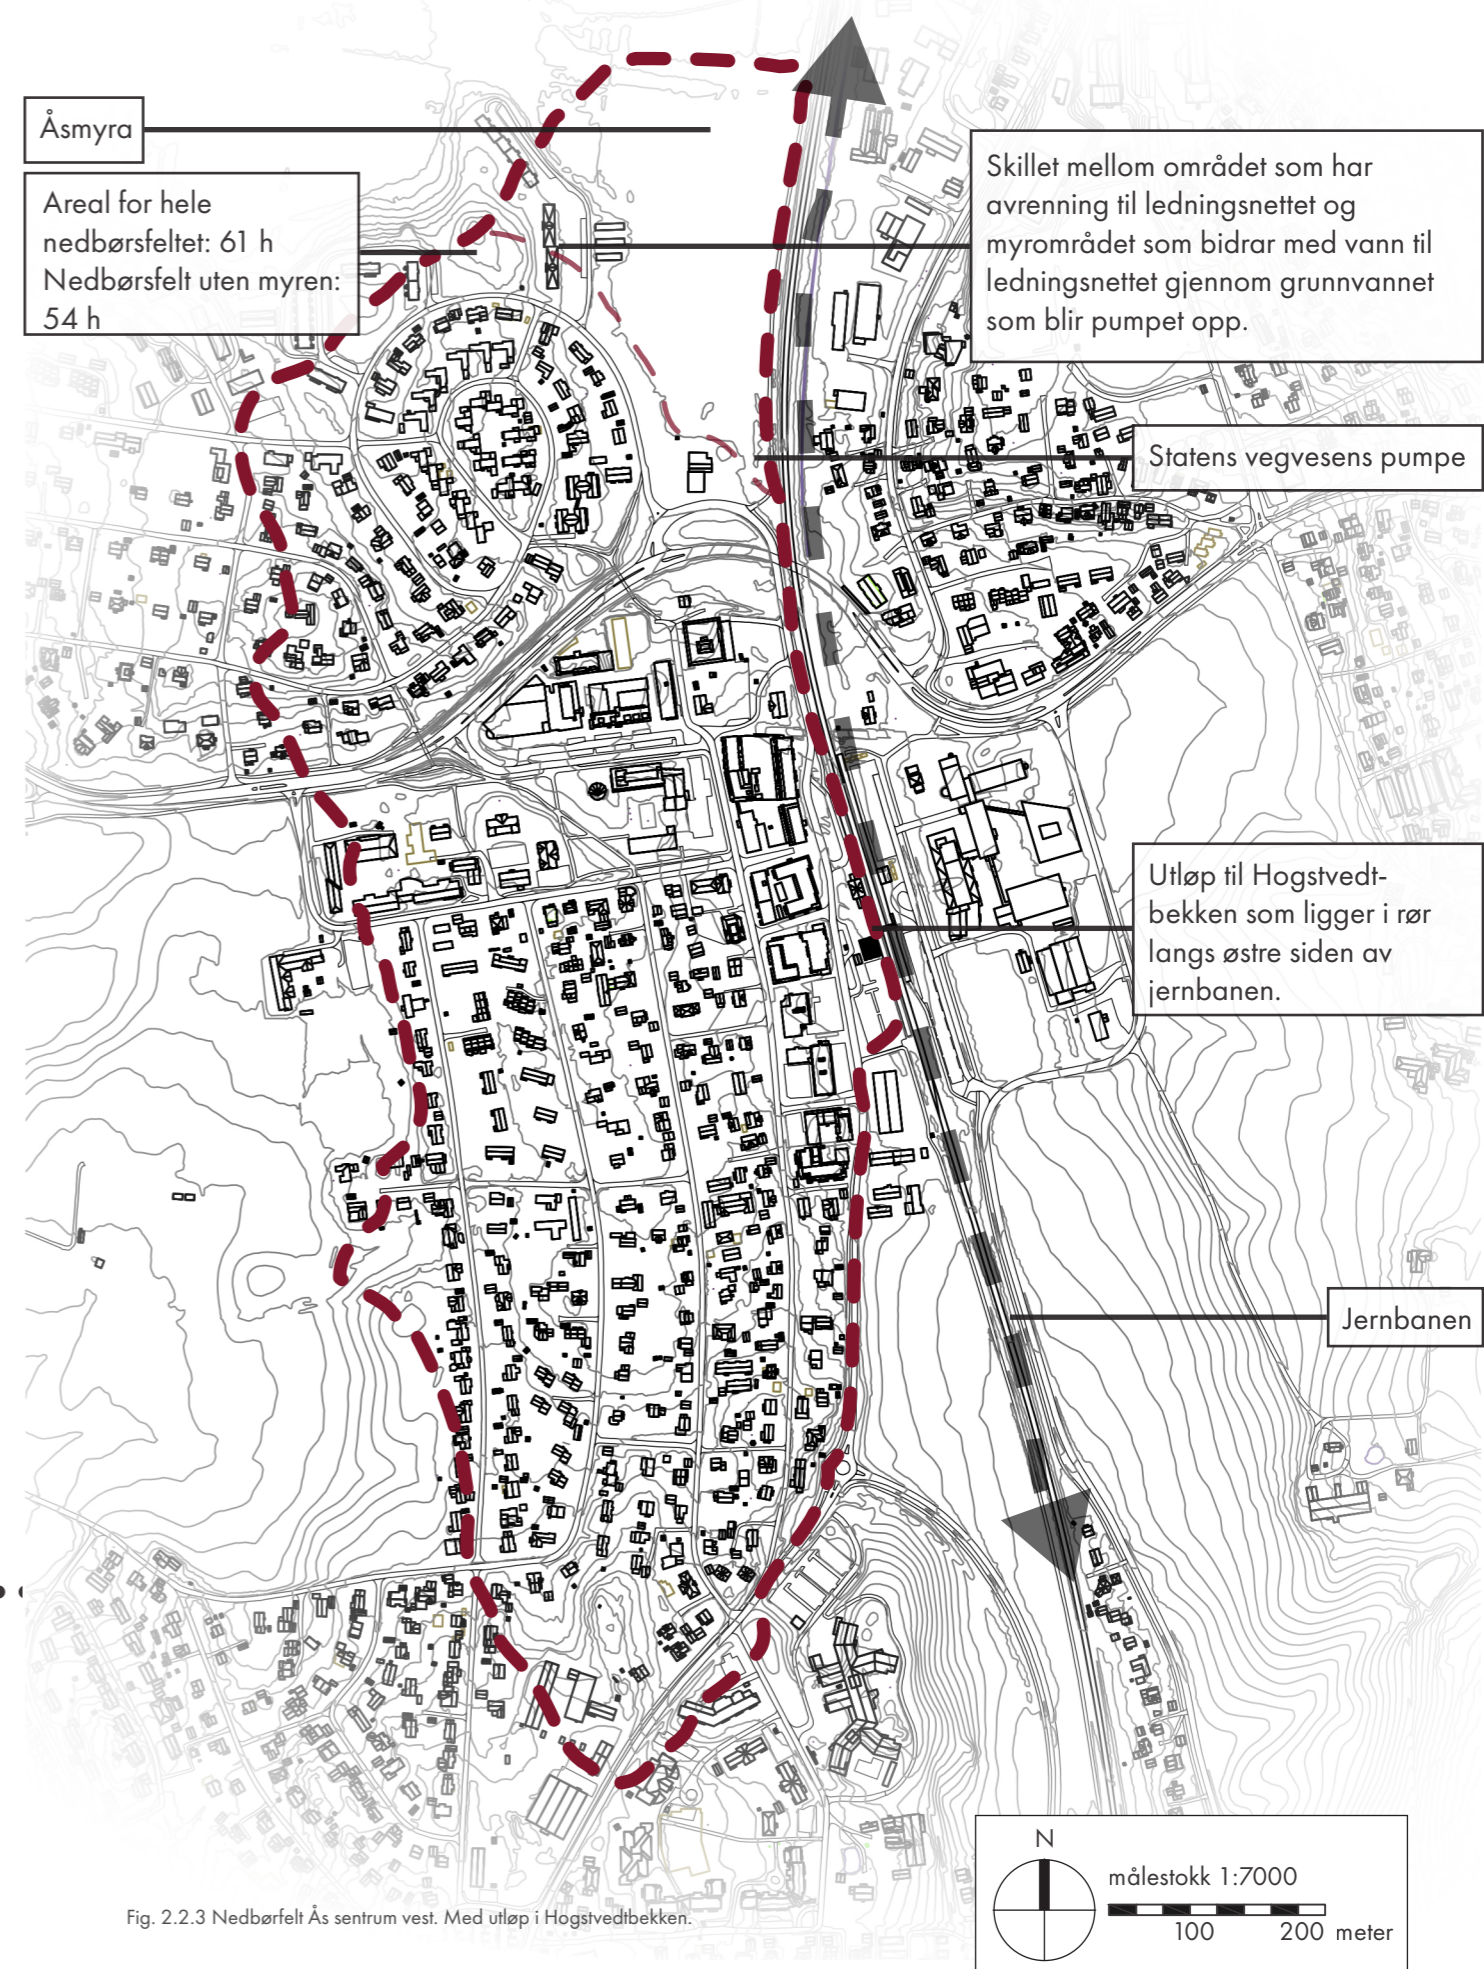 Åsmyra
Areal for hele
nedbørsfeltet: 61 h
Nedbørsfelt uten myren:
54 h
Skillet mellom området som har
avrenning til ledningsnettet og
myrområdet som bidrar med vann til
ledningsnettet gjennom grunnvannet
som blir pumpet opp.
Statens vegvesens pumpe
Utløp til Hogstvedt-
bekken som ligger i rør
langs østre siden av
jernbanen.
Jernbanen
N
målestokk 1:7000
100 200 meter
Fig. 2.2.3 Nedbørfelt Ås sentrum vest. Med utløp i Hogstvedtbekken.